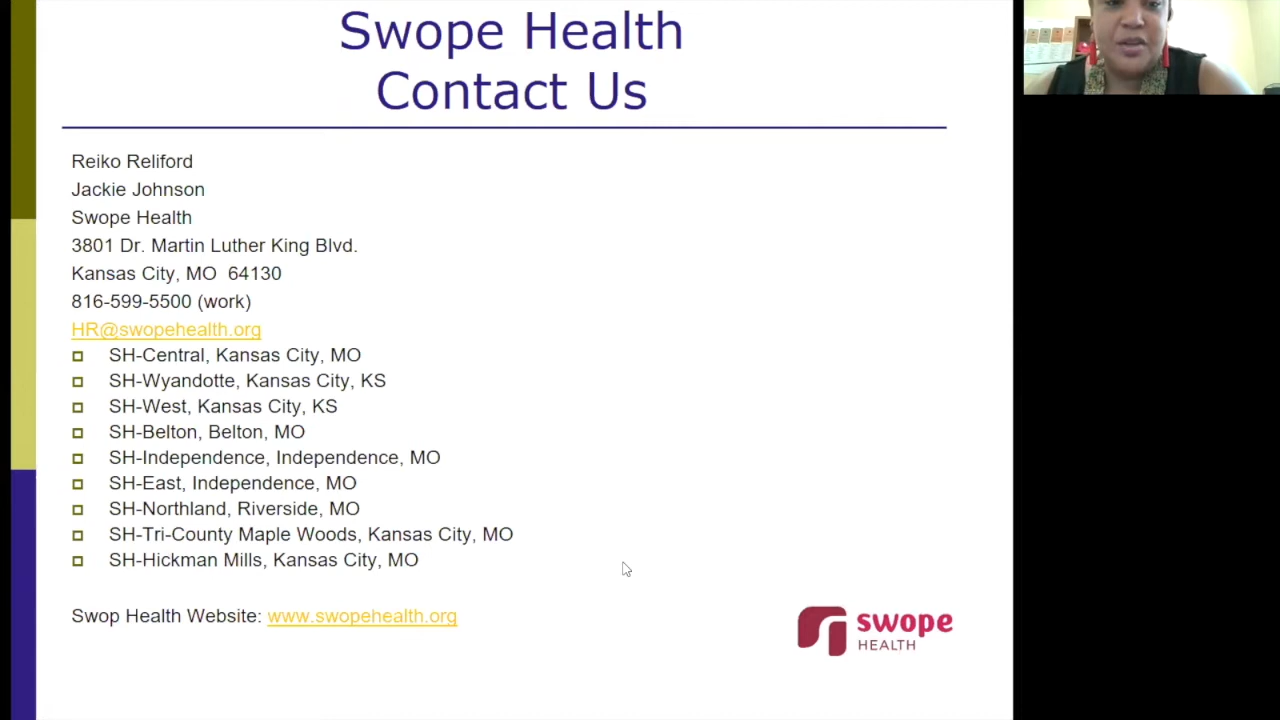 Swope Health
Contact Us
Reiko Reliford
Jackie Johnson
Swope Health
3801 Dr. Martin Luther King Blvd.
Kansas City, MO  64130
816-599-5500 (work)
HR@swopehealth.org
SH-Central, Kansas City, MO
SH-Wyandotte, Kansas City, KS
SH-West, Kansas City, KS
SH-Belton, Belton, MO
SH-Independence, Independence, MO
SH-East, Independence, MO
SH-Northland, Riverside, MO
SH-Tri-County Maple Woods, Kansas City, MO
SH-Hickman Mills, Kansas City, MO
Swop Health Website: www.swopehealth.org
swope
HEALTH